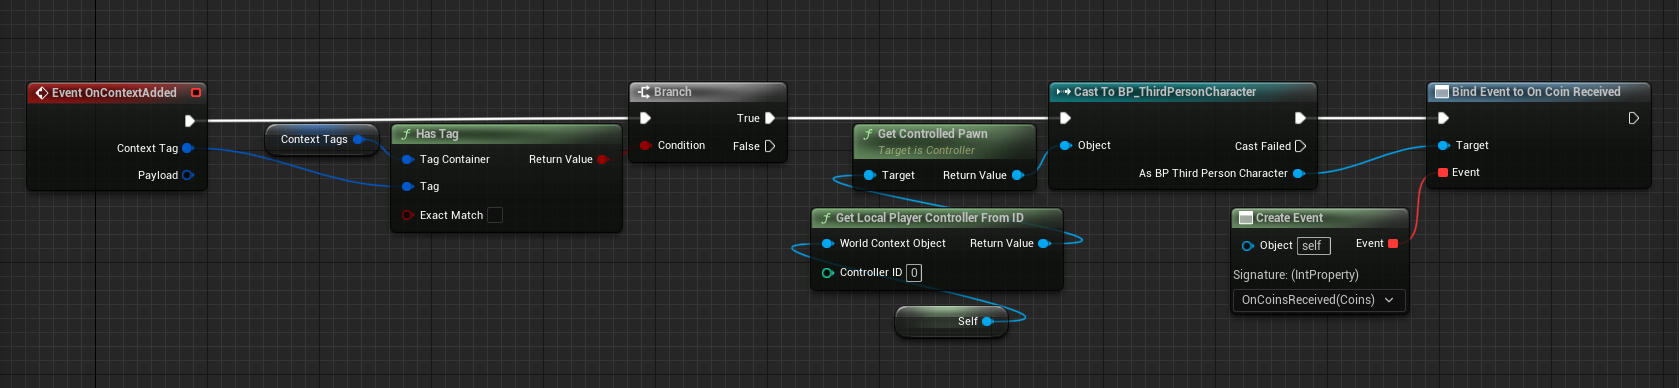 Event OnContextAdded
Context Tag
Payload
Context Tags
Has Tag
Tag Container
Return Value
Tag
Exact Match
Branch
True
Condition
False
Get Controlled Pawn
Target is Controller
Target
Return Value
Get Local Player Controller From ID
World Context Object
Return Value
Controller ID 0
Self
Cast To BP_ThirdPersonCharacter
Object
Cast Failed
As BP Third Person Character
Create Event
Object self
Event
Signature: (IntProperty)
OnCoinsReceived(Coins)
Bind Event to On Coin Received
Target
Event